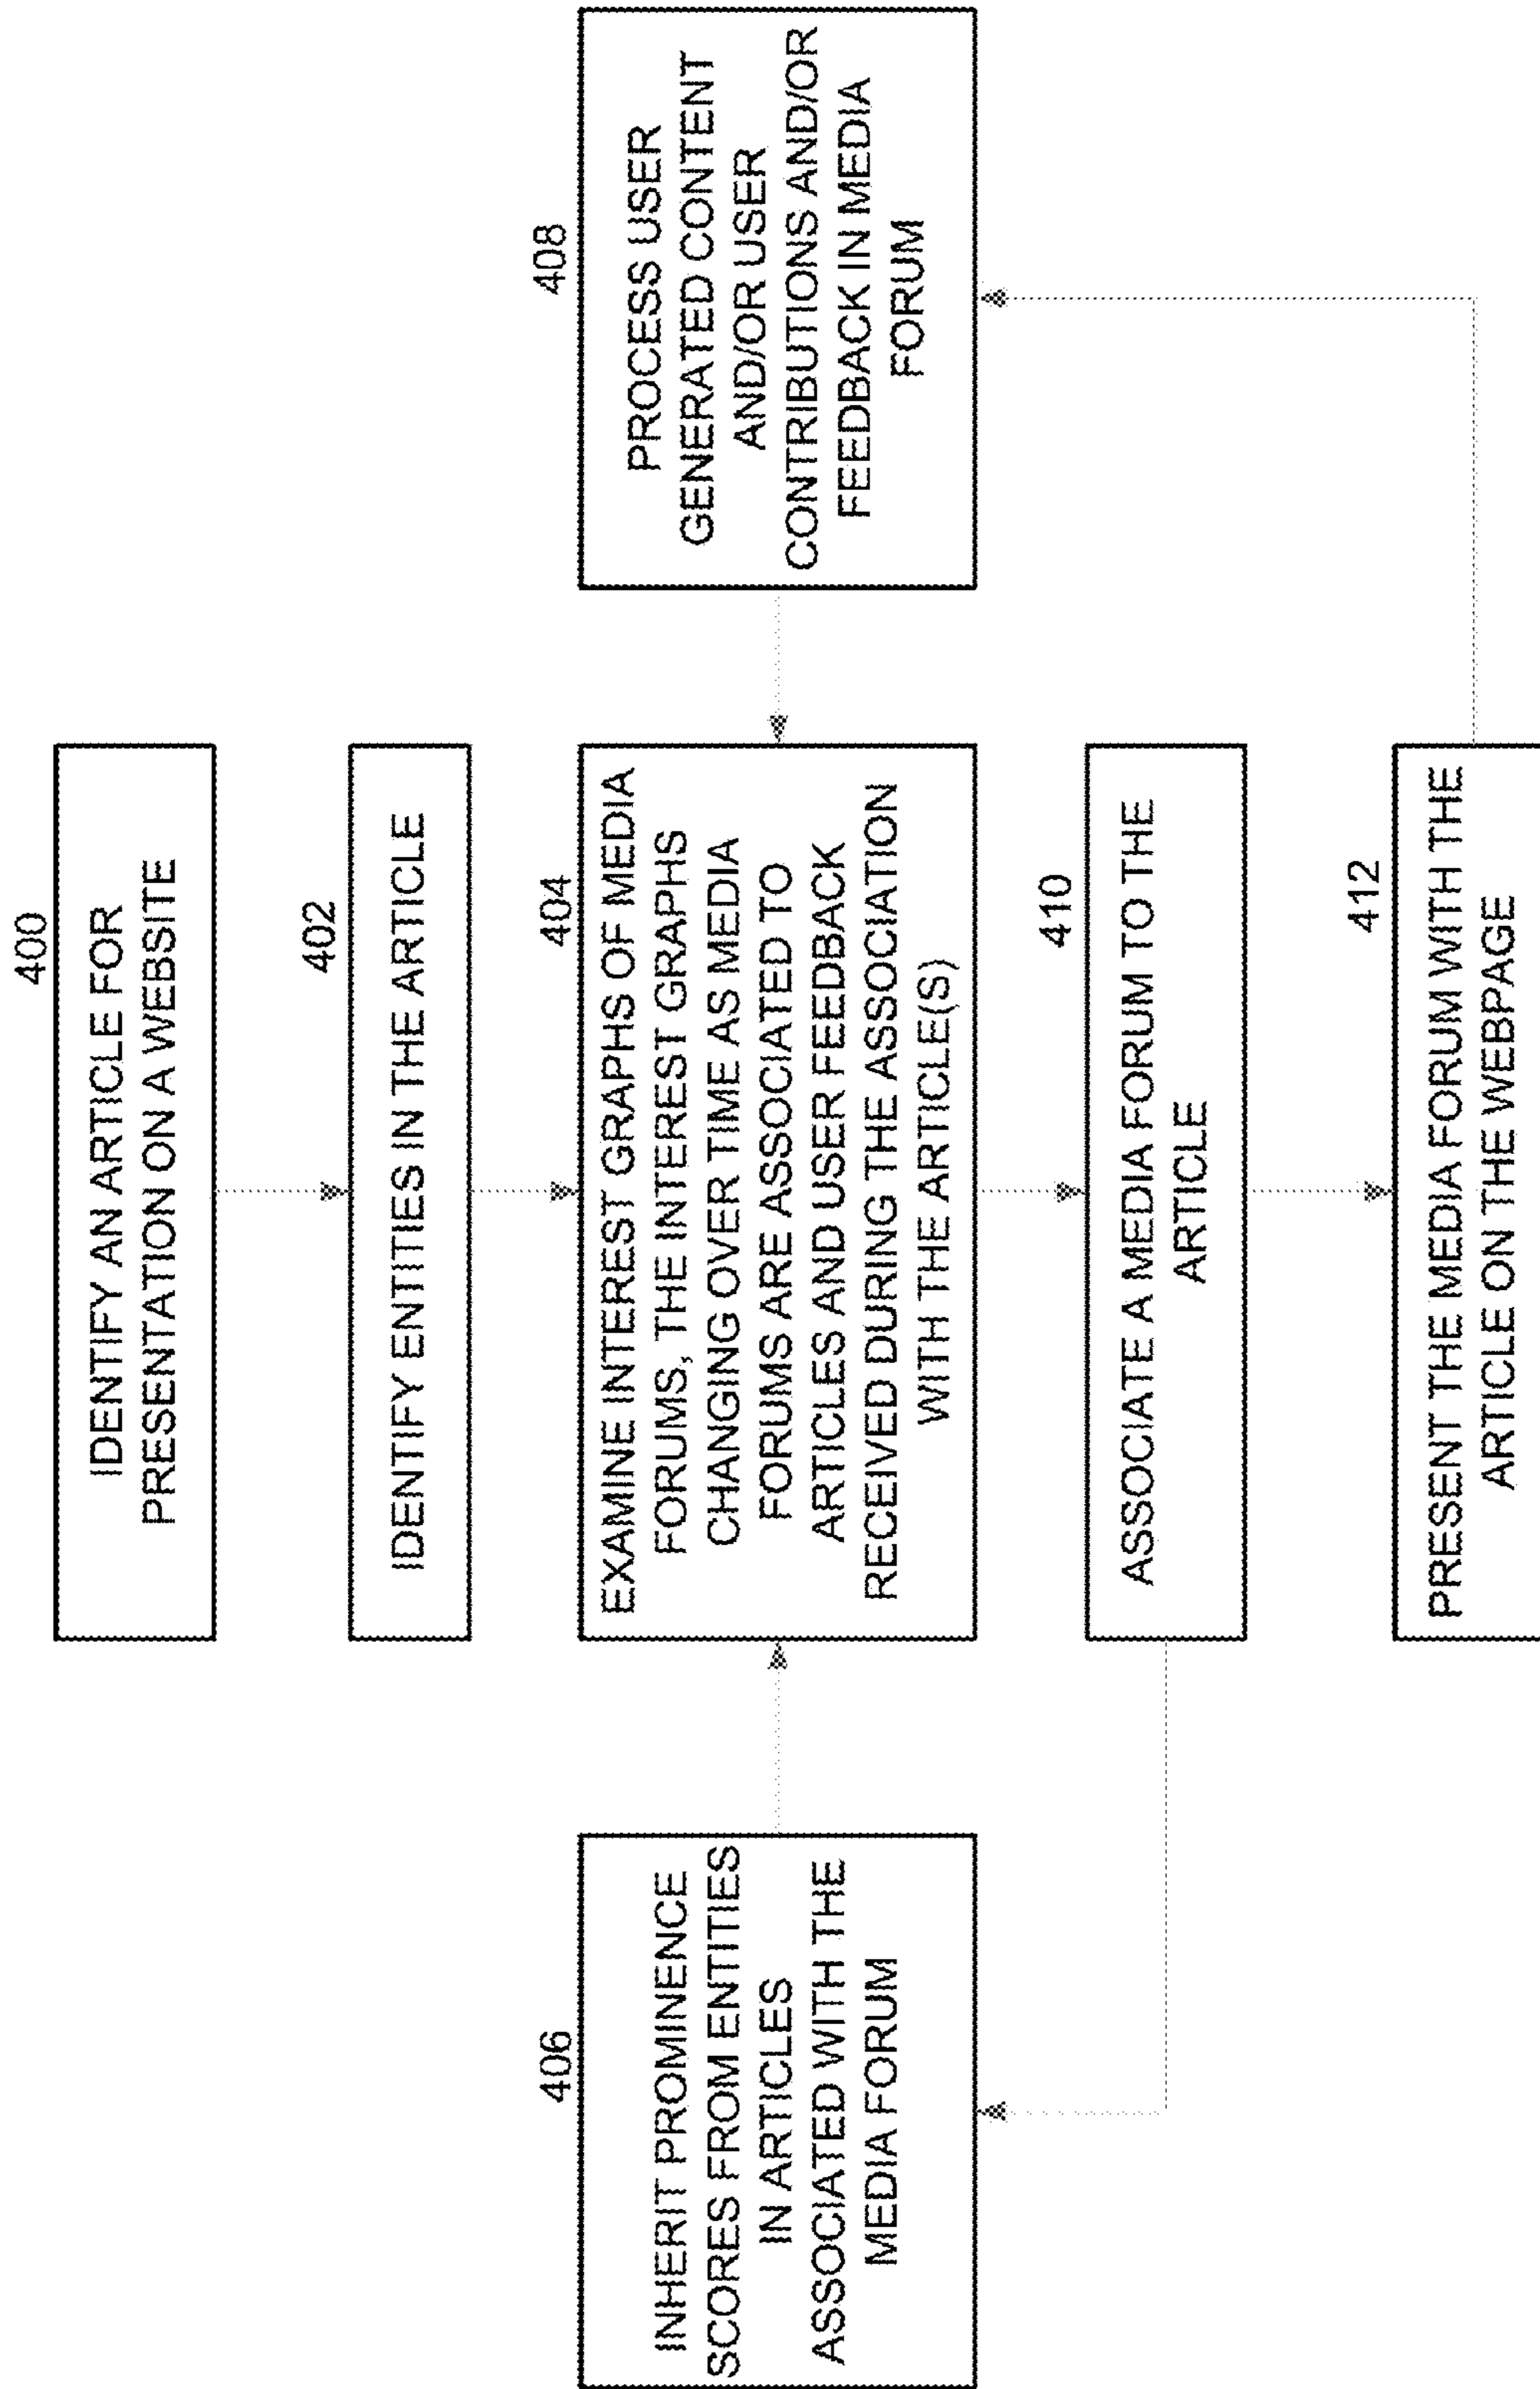 400
IDENTIFY AN ARTICLE FOR
PRESENTATION ON A WEBSITE
402
IDENTIFY ENTITIES IN THE ARTICLE
404
EXAMINE INTEREST GRAPHS OF MEDIA
FORUMS, THE INTEREST GRAPHS
CHANGING OVER TIME AS MEDIA
FORUMS ARE ASSOCIATED TO
ARTICLES AND USER FEEDBACK
RECEIVED DURING THE ASSOCIATION
WITH THE ARTICLE(S)
406
INHERIT PROMINENCE
SCORES FROM ENTITIES
IN ARTICLES
ASSOCIATED WITH THE
MEDIA FORUM
408
PROCESS USER
GENERATED CONTENT
AND/OR USER
CONTRIBUTIONS AND/OR
FEEDBACK IN MEDIA
FORUM
410
ASSOCIATE A MEDIA FORUM TO THE
ARTICLE
412
PRESENT THE MEDIA FORUM WITH THE
ARTICLE ON THE WEBPAGE